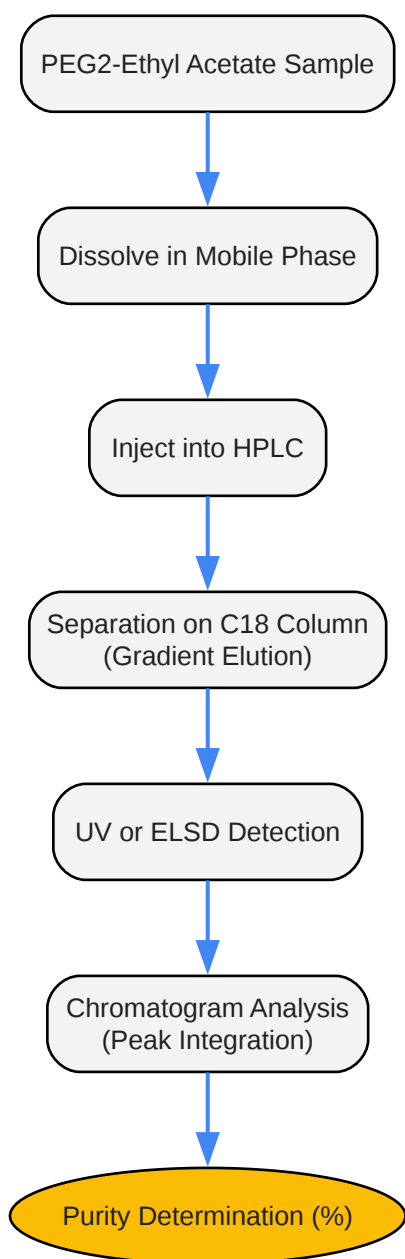 PEG2-Ethyl Acetate Sample
Dissolve in Mobile Phase
Inject into HPLC
Separation on C18 Column
(Gradient Elution)
UV or ELSD Detection
Chromatogram Analysis
(Peak Integration)
Purity Determination (%)